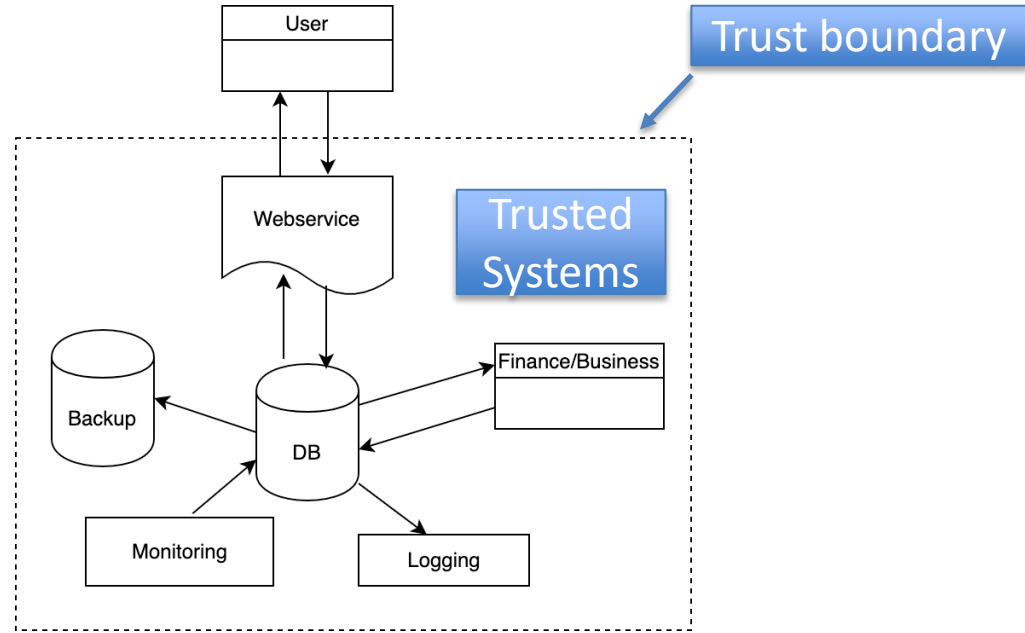 User
Trust boundary
Webservice
Trusted
Systems
Finance/Business
Backup
DB
Monitoring
Logging